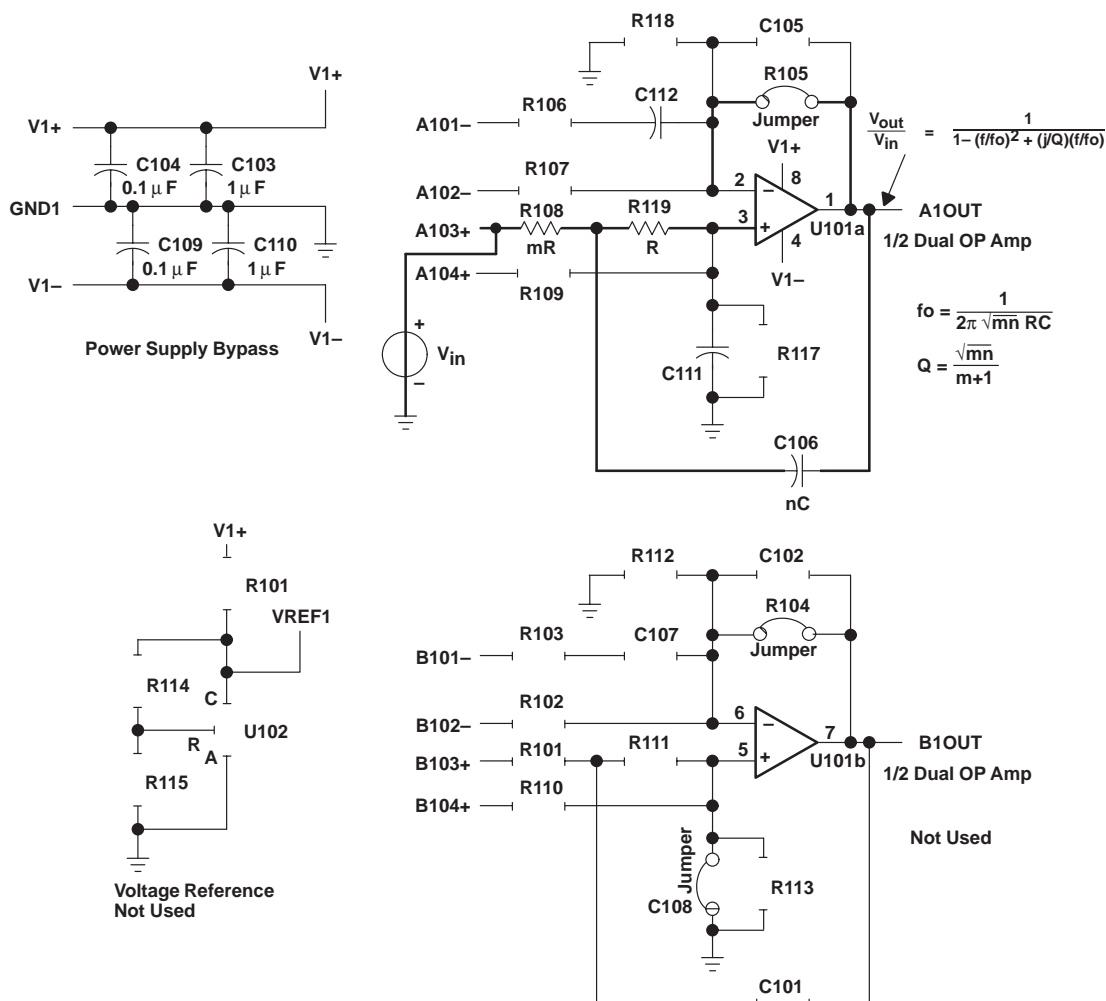 R118
C105
V1+
R105
C112
R106
A101–
Jumper
Vout/Vin = 1/(1– (f/fo)2 + (j/Q)(f/fo))
V1+
C104
C103
0.1 µF
1µF
V1+
8
R107
A102–
2
–
GND1
R108
R119
3
+
1
A1OUT
A103+
mR
R
4
U101a
1/2 Dual OP Amp
C109
C110
0.1 µF
1µF
A104+
R109
V1–
V1–
V1–
fo = 1/(2π √mn RC)
Power Supply Bypass
+
Vin
–
C111
R117
Q = √mn/(m+1)
C106
nC
V1+
R112
C102
R101
VREF1
R104
R103
C107
B101–
Jumper
R114
C
R102
B102–
6
–
R
U102
A
R101
R111
5
+
7
B1OUT
B103+
U101b
1/2 Dual OP Amp
R115
R110
B104+
Not Used
Jumper
R113
C108
Voltage Reference
Not Used
C101